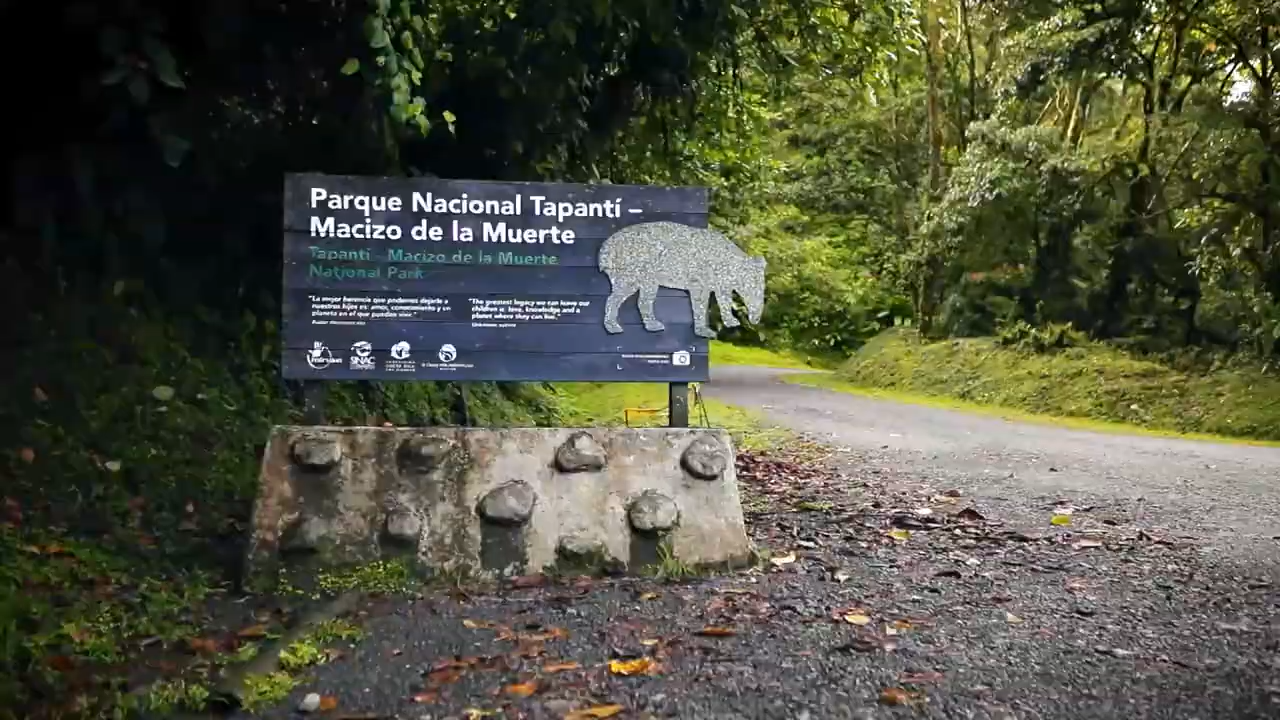 Parque Nacional Tapantí –
Macizo de la Muerte
Tapantí - Macizo de la Muerte
National Park
"La mejor herencia que podemos dejarle a
nuestros hijos es: amor, conocimiento y un
planeta en el que puedan vivir."
"The greatest legacy we can leave our
children is: love, knowledge and a
planet where they can live."
SINAC